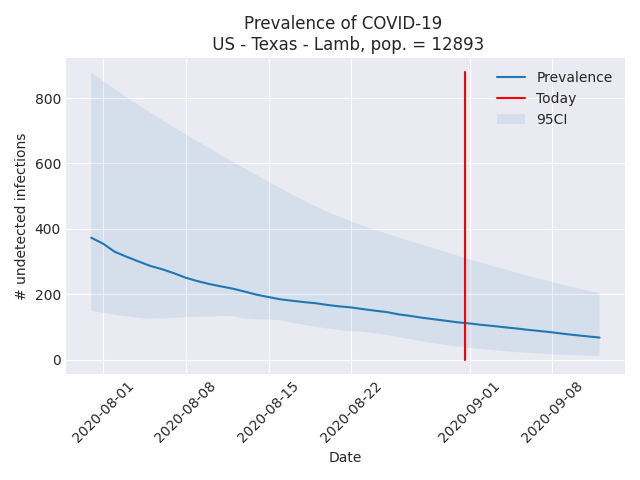 Prevalence of COVID-19
US - Texas - Lamb, pop. = 12893
Prevalence
Today
95CI
# undetected infections
800
600
400
200
0
2020-08-01
2020-08-08
2020-08-15
2020-08-22
2020-09-01
2020-09-08
Date